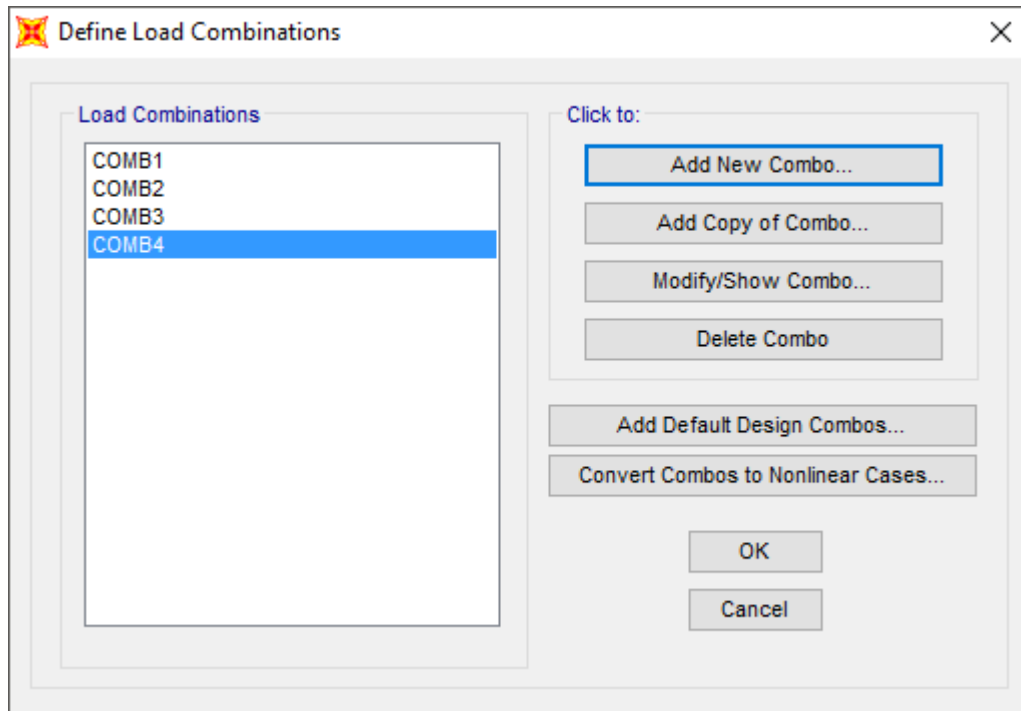 Define Load Combinations
Load Combinations
COMB1
COMB2
COMB3
COMB4
Click to:
Add New Combo...
Add Copy of Combo...
Modify/Show Combo...
Delete Combo
Add Default Design Combos...
Convert Combos to Nonlinear Cases...
OK
Cancel